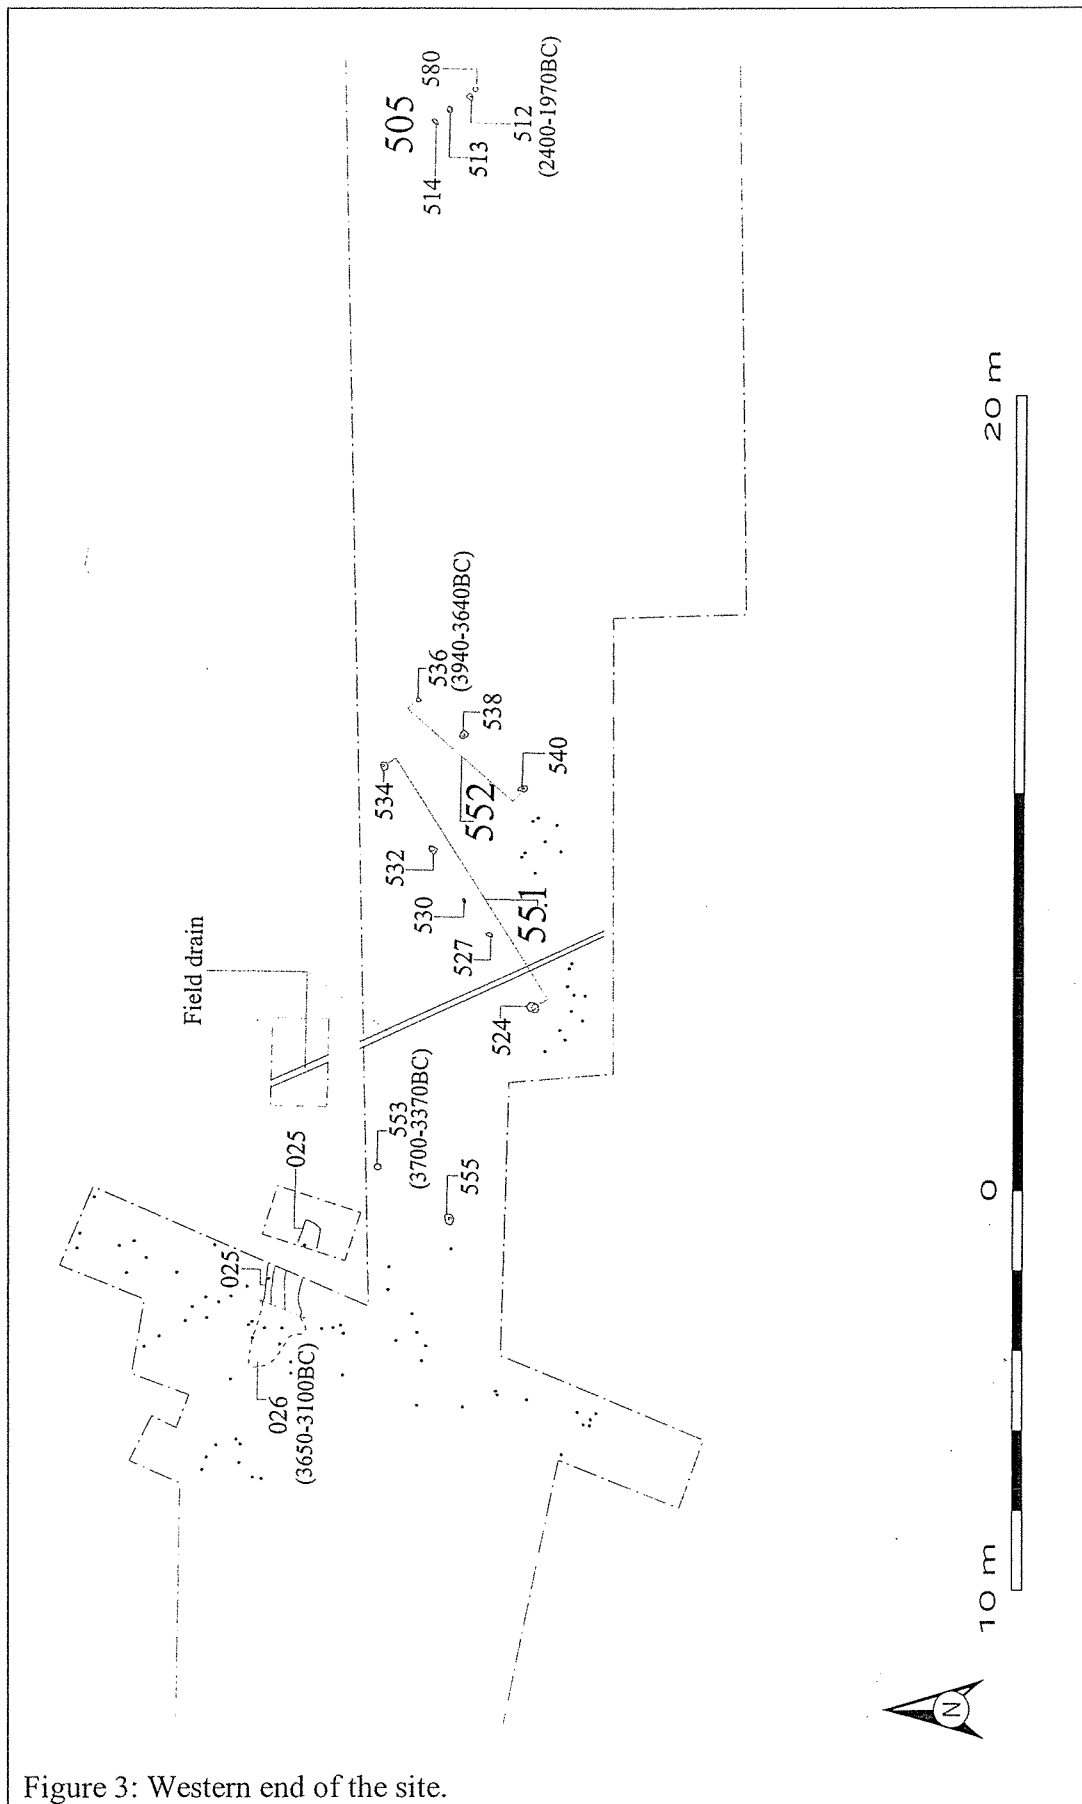 580
505
514
513
512
(2400-1970BC)
20 m
536
(3940-3640BC)
538
534
540
552
532
530
551
527
Field drain
524
553
(3700-3370BC)
025
555
0
025
026
(3650-3100BC)
10 m
N
Figure 3: Western end of the site.